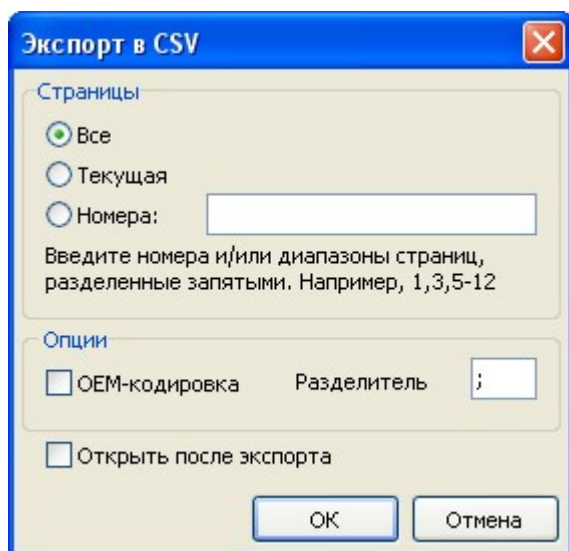 Экспорт в CSV
Страницы
Все
Текущая
Номера:
Введите номера и/или диапазоны страниц,
разделенные запятыми. Например, 1,3,5-12
Опции
OEM-кодировка Разделитель ;
Открыть после экспорта
ОК Отмена